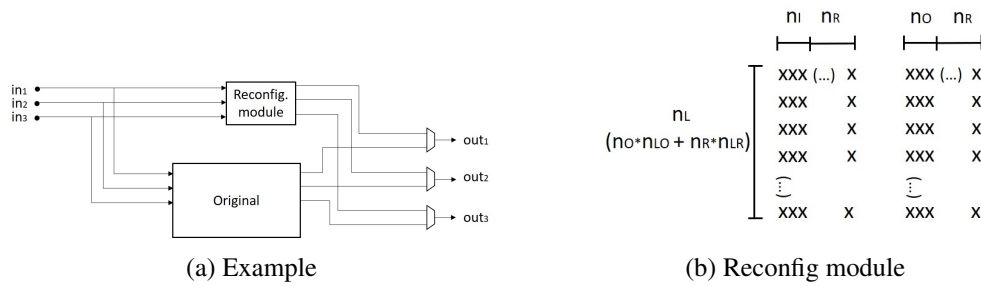 in1
in2
in3
Reconfig.
module
Original
out1
out2
out3
(a) Example
nI nR nO nR
xxx (...) x xxx (...) x
xxx x xxx x
xxx x xxx x
xxx x xxx x
(...) (...)
xxx x xxx x
nL
(nO*nLO + nR*nLR)
(b) Reconfig module